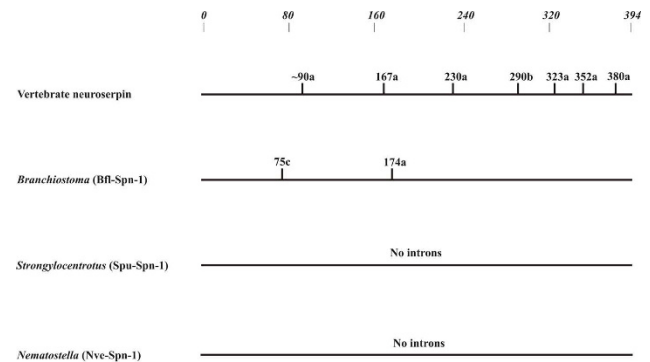 0 80 160 240 320 394
~90a 167a 230a 290b 323a 352a 380a
Vertebrate neuroserpin
75c 174a
Branchiostoma (Bfl-Spn-1)
No introns
Strongylocentrotus (Spu-Spn-1)
No introns
Nematostella (Nve-Spn-1)